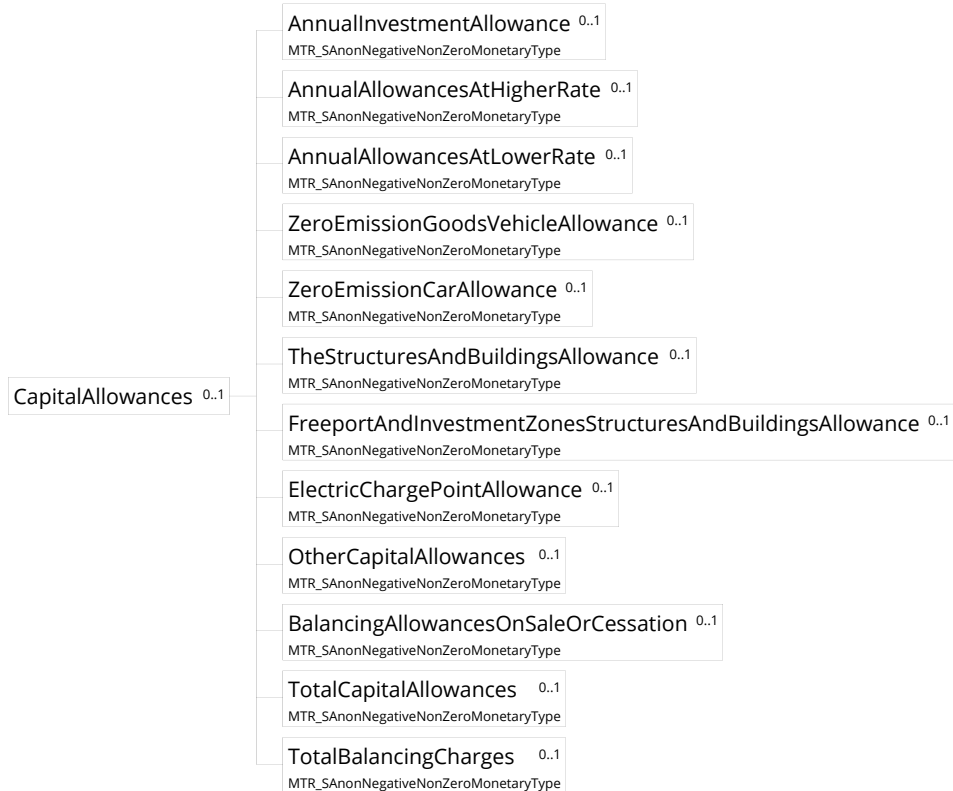 AnnualInvestmentAllowance 0..1
MTR_SAnonNegativeNonZeroMonetaryType
AnnualAllowancesAtHigherRate 0..1
MTR_SAnonNegativeNonZeroMonetaryType
AnnualAllowancesAtLowerRate 0..1
MTR_SAnonNegativeNonZeroMonetaryType
ZeroEmissionGoodsVehicleAllowance 0..1
MTR_SAnonNegativeNonZeroMonetaryType
ZeroEmissionCarAllowance 0..1
MTR_SAnonNegativeNonZeroMonetaryType
TheStructuresAndBuildingsAllowance 0..1
MTR_SAnonNegativeNonZeroMonetaryType
CapitalAllowances 0..1
FreeportAndInvestmentZonesStructuresAndBuildingsAllowance 0..1
MTR_SAnonNegativeNonZeroMonetaryType
ElectricChargePointAllowance 0..1
MTR_SAnonNegativeNonZeroMonetaryType
OtherCapitalAllowances 0..1
MTR_SAnonNegativeNonZeroMonetaryType
BalancingAllowancesOnSaleOrCessation 0..1
MTR_SAnonNegativeNonZeroMonetaryType
TotalCapitalAllowances 0..1
MTR_SAnonNegativeNonZeroMonetaryType
TotalBalancingCharges 0..1
MTR_SAnonNegativeNonZeroMonetaryType